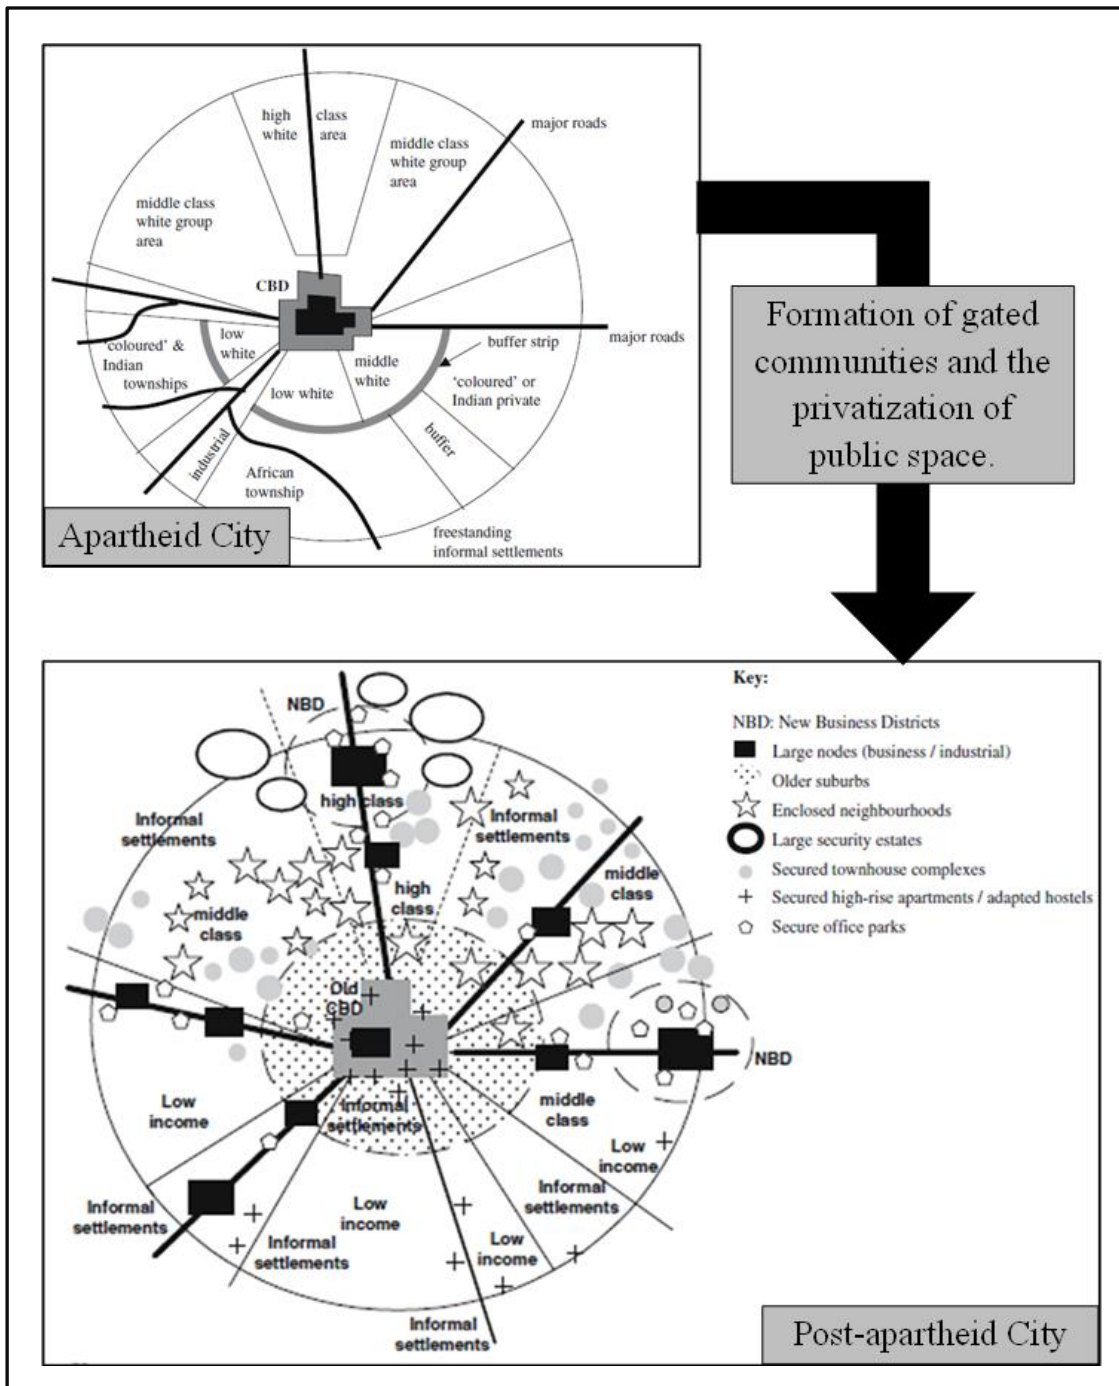 high
white
class
area
middle class
white group
area
major roads
middle class
white group
area
CBD
low
white
'coloured' &
Indian
townships
low white
middle
white
buffer strip
major roads
'coloured' or
Indian private
industrial
buffer
African
township
freestanding
informal settlements
Apartheid City
Formation of gated
communities and the
privatization of
public space.
NBD
high class
Informal
settlements
Informal
settlements
middle
class
high
class
middle
class
Old
CBD
NBD
Low
income
Informal
settlements
middle
class
Low
income
Informal
settlements
Informal
settlements
Low
income
Informal
settlements
Low
income
Informal
settlements
Key:
NBD: New Business Districts
Large nodes (business / industrial)
Older suburbs
Enclosed neighbourhoods
Large security estates
Secured townhouse complexes
Secured high-rise apartments / adapted hostels
Secure office parks
Post-apartheid City